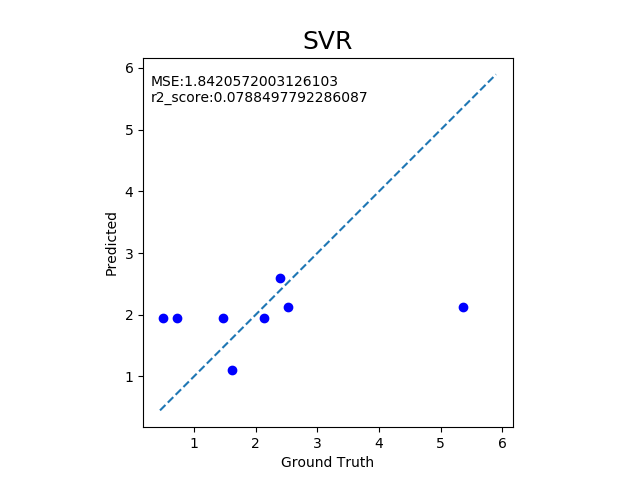 SVR
MSE:1.8420572003126103
r2_score:0.0788497792286087
6
5
4
3
2
1
Predicted
1 2 3 4 5 6
Ground Truth